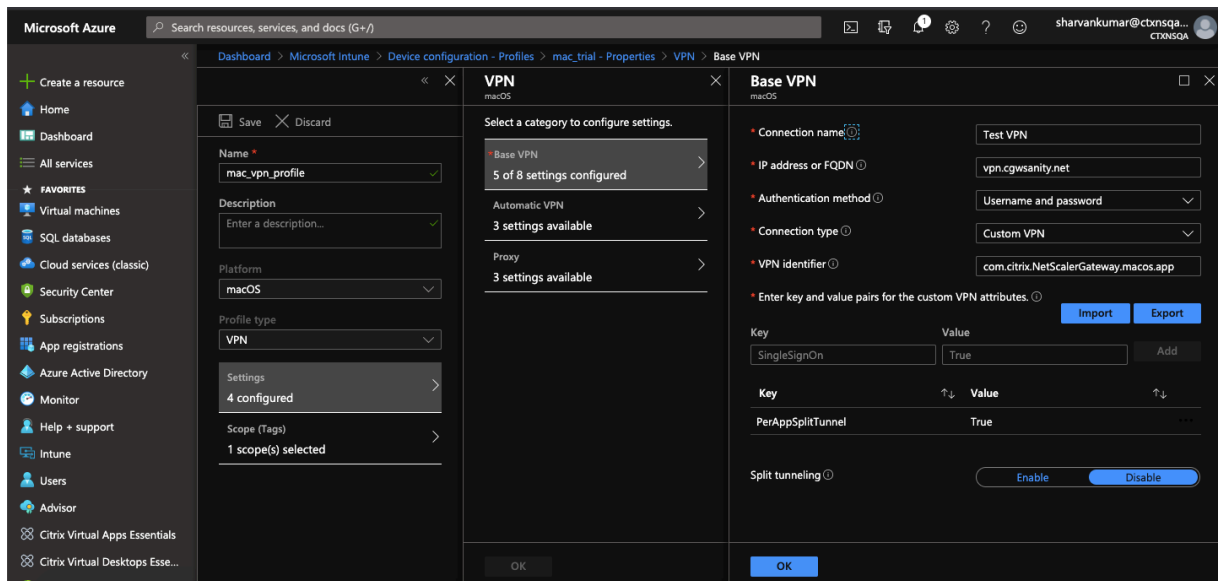 Microsoft Azure
Search resources, services, and docs (G+/)
1
sharvankumar@ctxnsqa...
CTXNSQA
«
Create a resource
Home
Dashboard
All services
FAVORITES
Virtual machines
SQL databases
Cloud services (classic)
Security Center
Subscriptions
App registrations
Azure Active Directory
Monitor
Help + support
Intune
Users
Advisor
Citrix Virtual Apps Essentials
Citrix Virtual Desktops Esse...
Dashboard > Microsoft Intune > Device configuration - Profiles > mac_trial - Properties > VPN > Base VPN
«
Save
Discard
Name *
mac_vpn_profile
Description
Enter a description...
Platform
macOS
Profile type
VPN
Settings
4 configured
Scope (Tags)
1 scope(s) selected
VPN
macOS
Select a category to configure settings.
*Base VPN
5 of 8 settings configured
Automatic VPN
3 settings available
Proxy
3 settings available
OK
Base VPN
macOS
* Connection name
Test VPN
* IP address or FQDN
vpn.cgwsanity.net
* Authentication method
Username and password
* Connection type
Custom VPN
* VPN identifier
com.citrix.NetScalerGateway.macos.app
* Enter key and value pairs for the custom VPN attributes.
Import
Export
Key
Value
SingleSignOn
True
Add
Key
Value
PerAppSplitTunnel
True
Split tunneling
Enable
Disable
OK